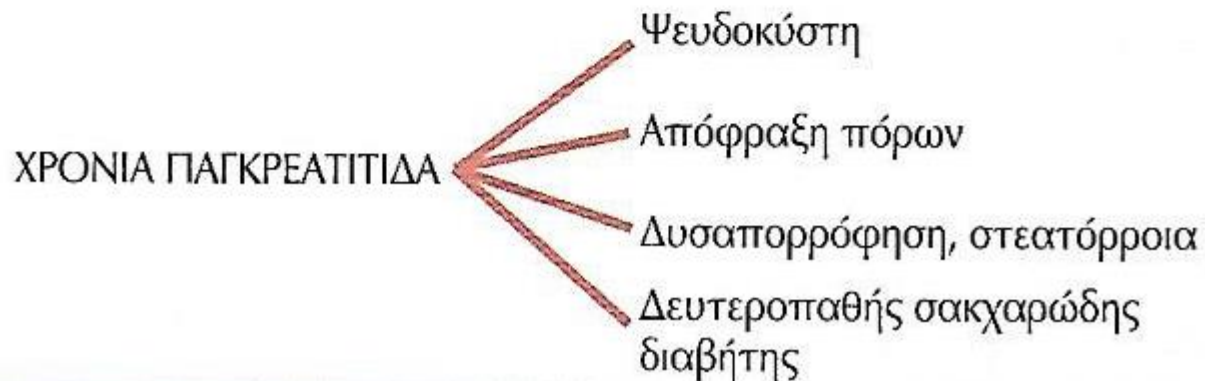 Ψευδοκύστη
Απόφραξη πόρων
ΧΡΟΝΙΑ ΠΑΓΚΡΕΑΤΙΤΙΔΑ
Δυσαπορρόφηση, στεατόρροια
Δευτεροπαθής σακχαρώδης
διαβήτης